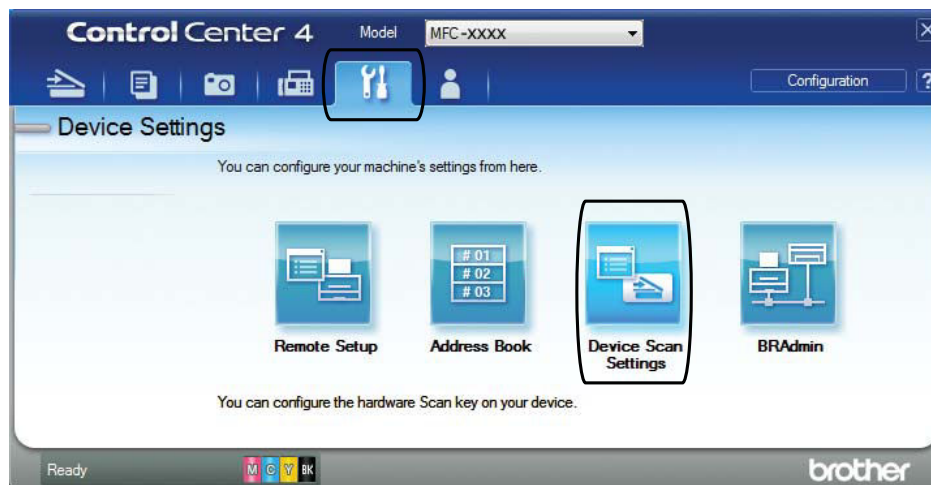 Control Center 4
Model
MFC-XXXX
Configuration
?
Device Settings
You can configure your machine's settings from here.
# 01
# 02
# 03
Remote Setup
Address Book
Device Scan
Settings
BRAdmin
You can configure the hardware Scan key on your device.
Ready
M C Y BK
brother